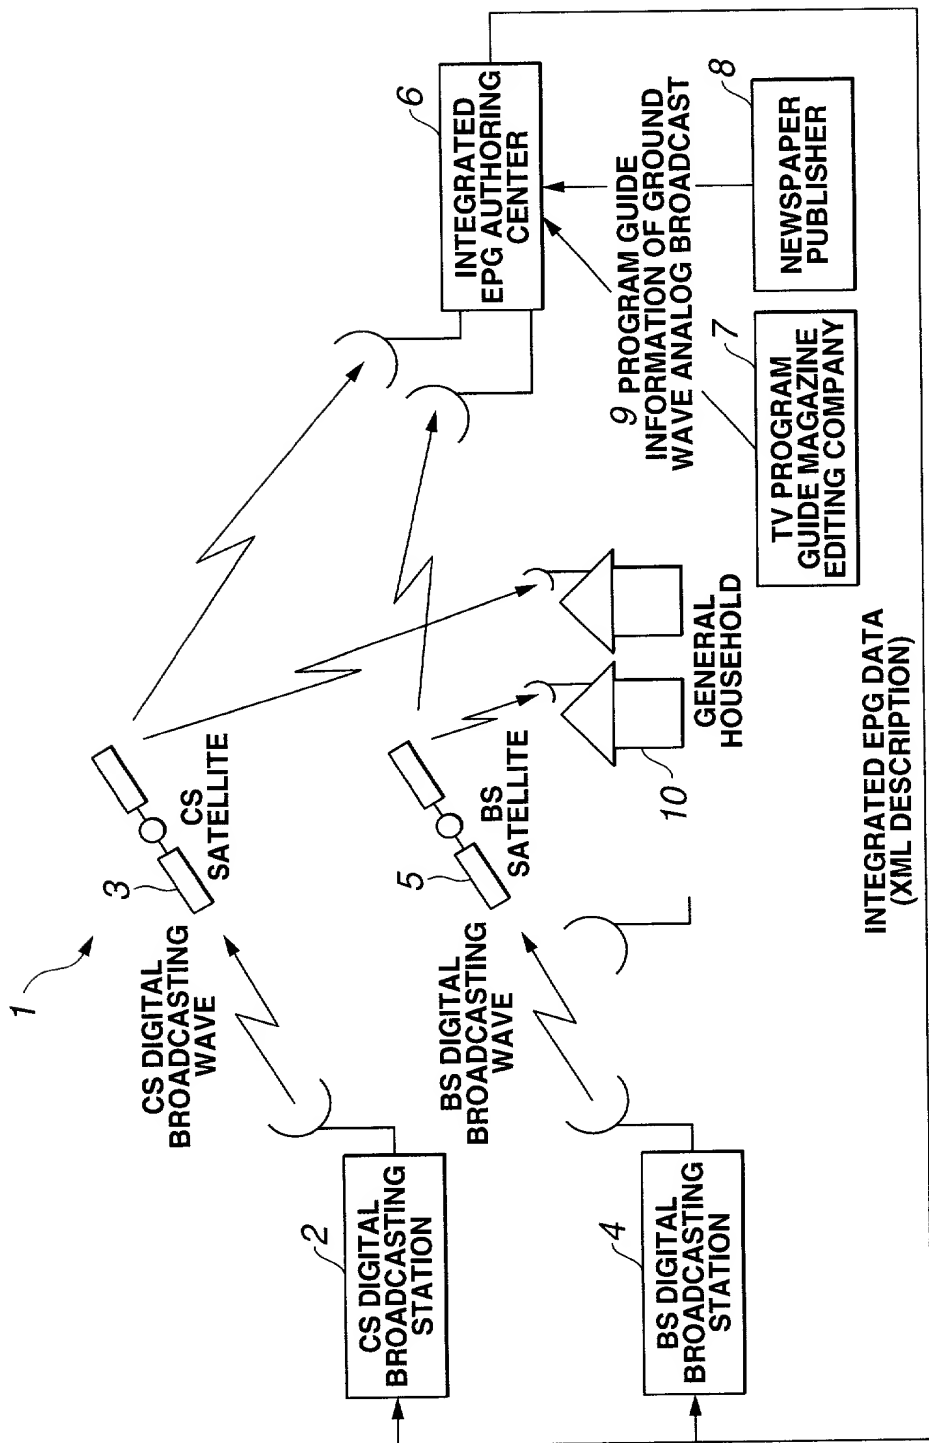 1
CS DIGITAL
BROADCASTING
WAVE
3
CS
SATELLITE
2
CS DIGITAL
BROADCASTING
STATION
BS DIGITAL
BROADCASTING
WAVE
5
BS
SATELLITE
4
BS DIGITAL
BROADCASTING
STATION
6
INTEGRATED
EPG AUTHORING
CENTER
9 PROGRAM GUIDE
INFORMATION OF GROUND
WAVE ANALOG BROADCAST
10
GENERAL
HOUSEHOLD
7
TV PROGRAM
GUIDE MAGAZINE
EDITING COMPANY
8
NEWSPAPER
PUBLISHER
INTEGRATED EPG DATA
(XML DESCRIPTION)